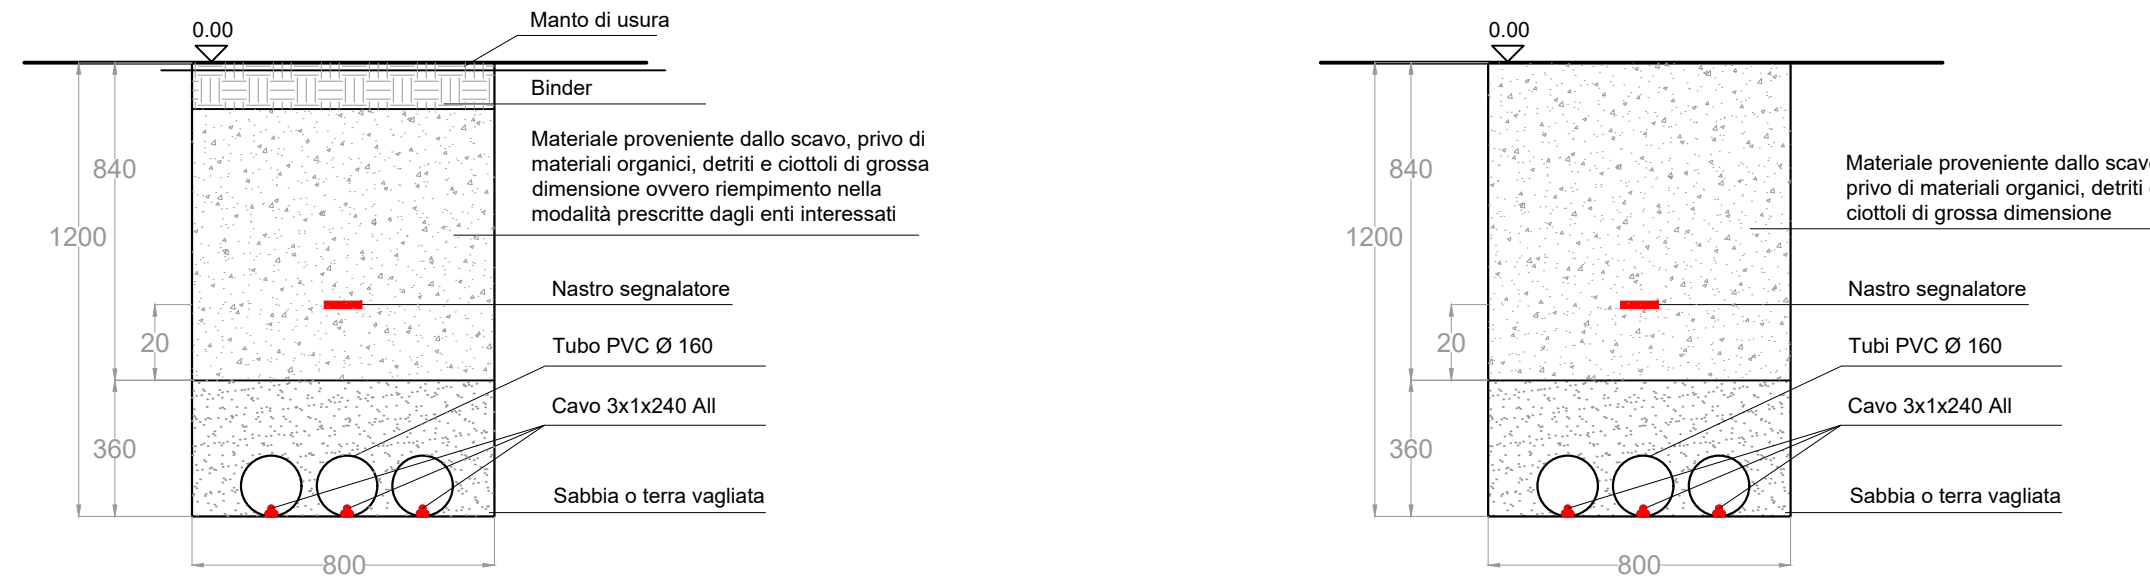 0.00
Manto di usura
Binder
Materiale proveniente dallo scavo, privo di
materiali organici, detriti e ciottoli di grossa
dimensione ovvero riempimento nella
modalità prescritte dagli enti interessati
840
1200
Nastro segnalatore
20
Tubo PVC Ø 160
Cavo 3x1x240 All
360
Sabbia o terra vagliata
800
0.00
Materiale proveniente dallo
privo di materiali organici, detriti
ciottoli di grossa dimensione
840
1200
Nastro segnalatore
20
Tubi PVC Ø 160
Cavo 3x1x240 All
360
Sabbia o terra vagliata
800